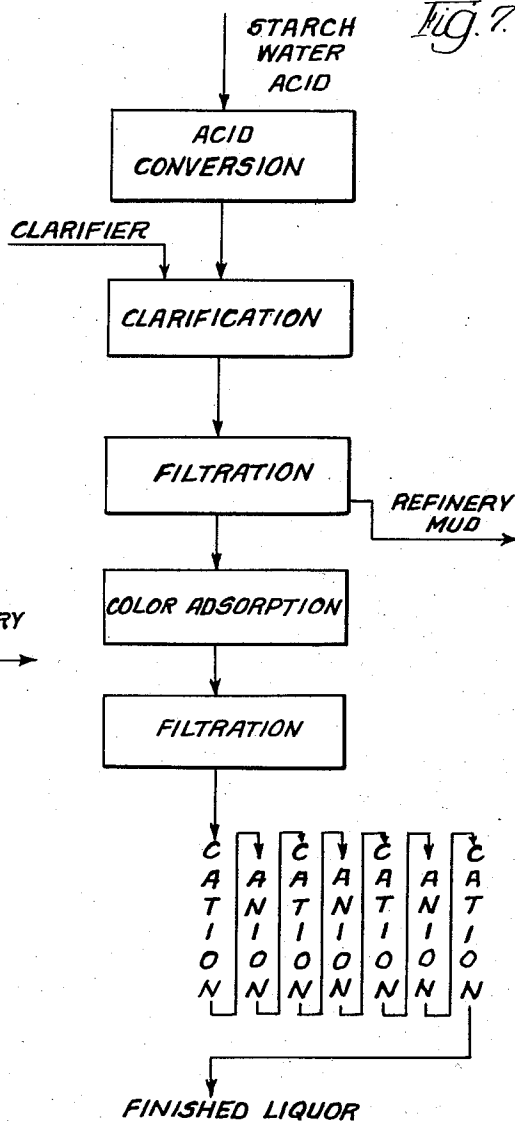 Fig. 7.
STARCH
WATER
ACID
ACID
CONVERSION
CLARIFIER
CLARIFICATION
FILTRATION
REFINERY
MUD
COLOR ADSORPTION
RY
FILTRATION
CATION
ANION
CATION
ANION
CATION
ANION
CATION
FINISHED LIQUOR